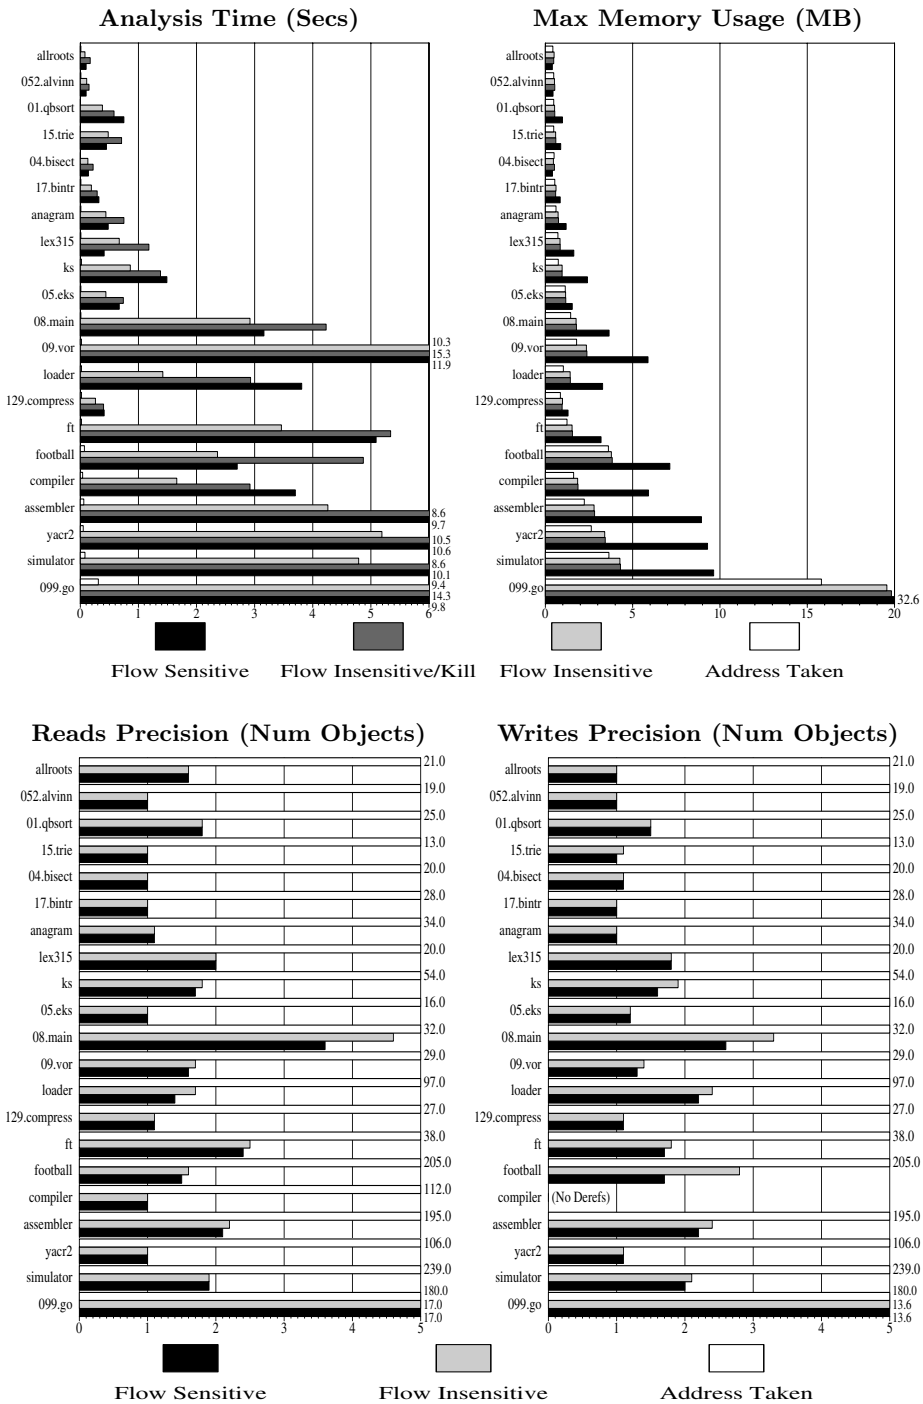 Analysis Time (Secs)
allroots
052.alvinn
01.qbsort
15.trie
04.bisect
17.bintr
anagram
lex315
ks
05.eks
08.main
09.vor
loader
129.compress
ft
football
compiler
assembler
yacr2
simulator
099.go
10.3
15.3
11.9
8.6
9.7
10.5
10.6
8.6
10.1
9.4
14.3
9.8
0 1 2 3 4 5 6
Max Memory Usage (MB)
allroots
052.alvinn
01.qbsort
15.trie
04.bisect
17.bintr
anagram
lex315
ks
05.eks
08.main
09.vor
loader
129.compress
ft
football
compiler
assembler
yacr2
simulator
099.go
32.6
0 5 10 15 20
Flow Sensitive Flow Insensitive/Kill Flow Insensitive Address Taken
Reads Precision (Num Objects)
allroots
052.alvinn
01.qbsort
15.trie
04.bisect
17.bintr
anagram
lex315
ks
05.eks
08.main
09.vor
loader
129.compress
ft
football
compiler
assembler
yacr2
simulator
099.go
21.0
19.0
25.0
13.0
20.0
28.0
34.0
20.0
54.0
16.0
32.0
29.0
97.0
27.0
38.0
205.0
112.0
195.0
106.0
239.0
180.0
17.0
17.0
0 1 2 3 4 5
Writes Precision (Num Objects)
allroots
052.alvinn
01.qbsort
15.trie
04.bisect
17.bintr
anagram
lex315
ks
05.eks
08.main
09.vor
loader
129.compress
ft
football
compiler (No Derefs)
assembler
yacr2
simulator
099.go
21.0
19.0
25.0
13.0
20.0
28.0
34.0
20.0
54.0
16.0
32.0
29.0
97.0
27.0
38.0
205.0
195.0
106.0
239.0
180.0
13.6
13.6
0 1 2 3 4 5
Flow Sensitive Flow Insensitive Address Taken